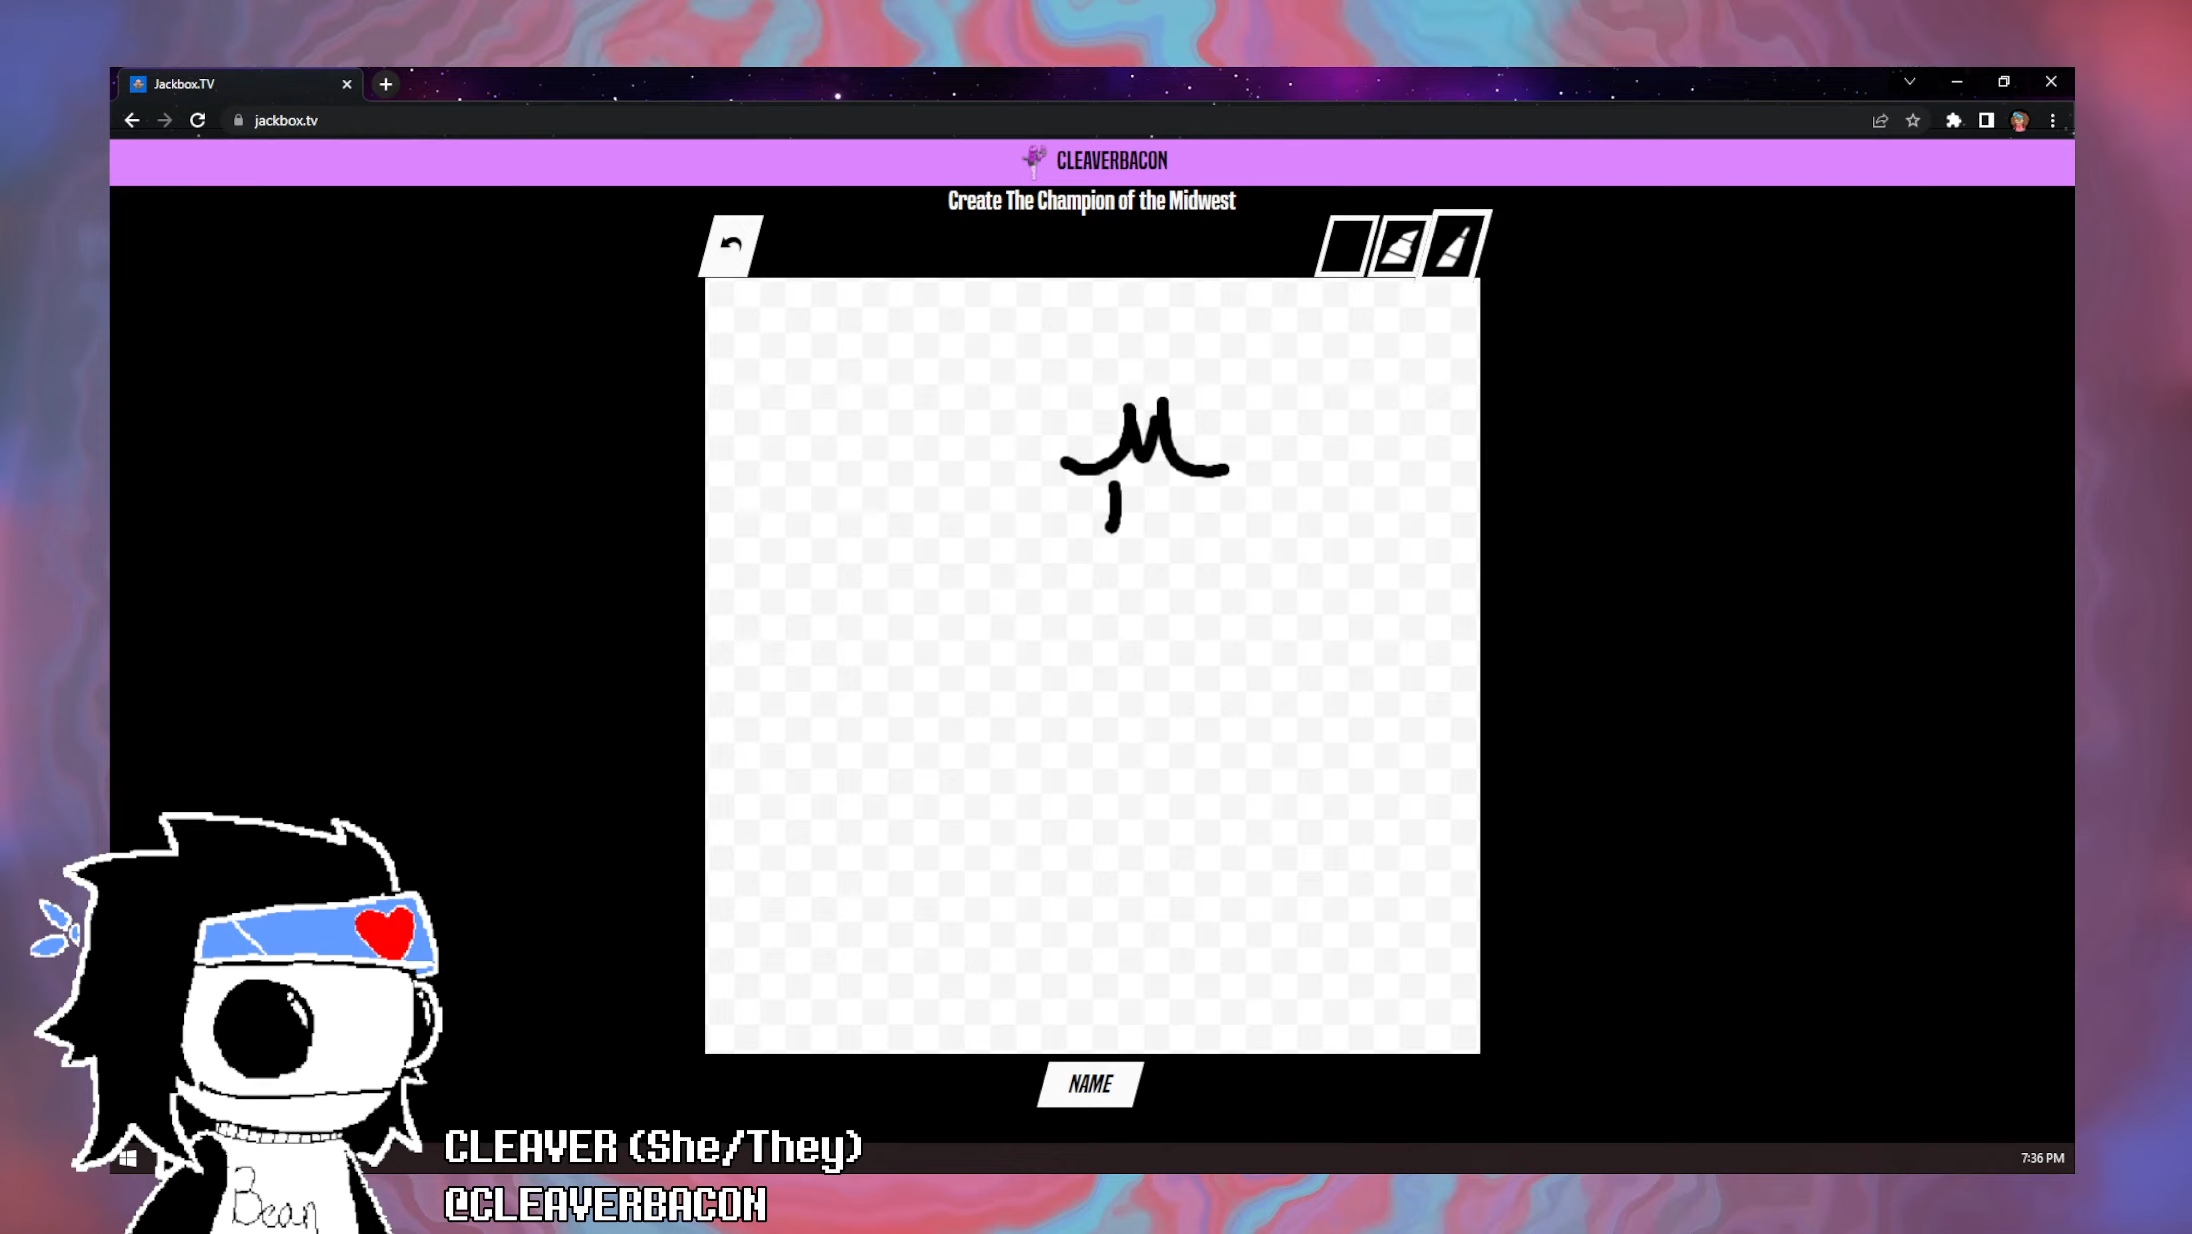 Jackbox.TV
jackbox.tv
CLEAVERBACON
Create The Champion of the Midwest
NAME
7:36 PM
CLEAVER (She/They)
@CLEAVERBACON
Bean